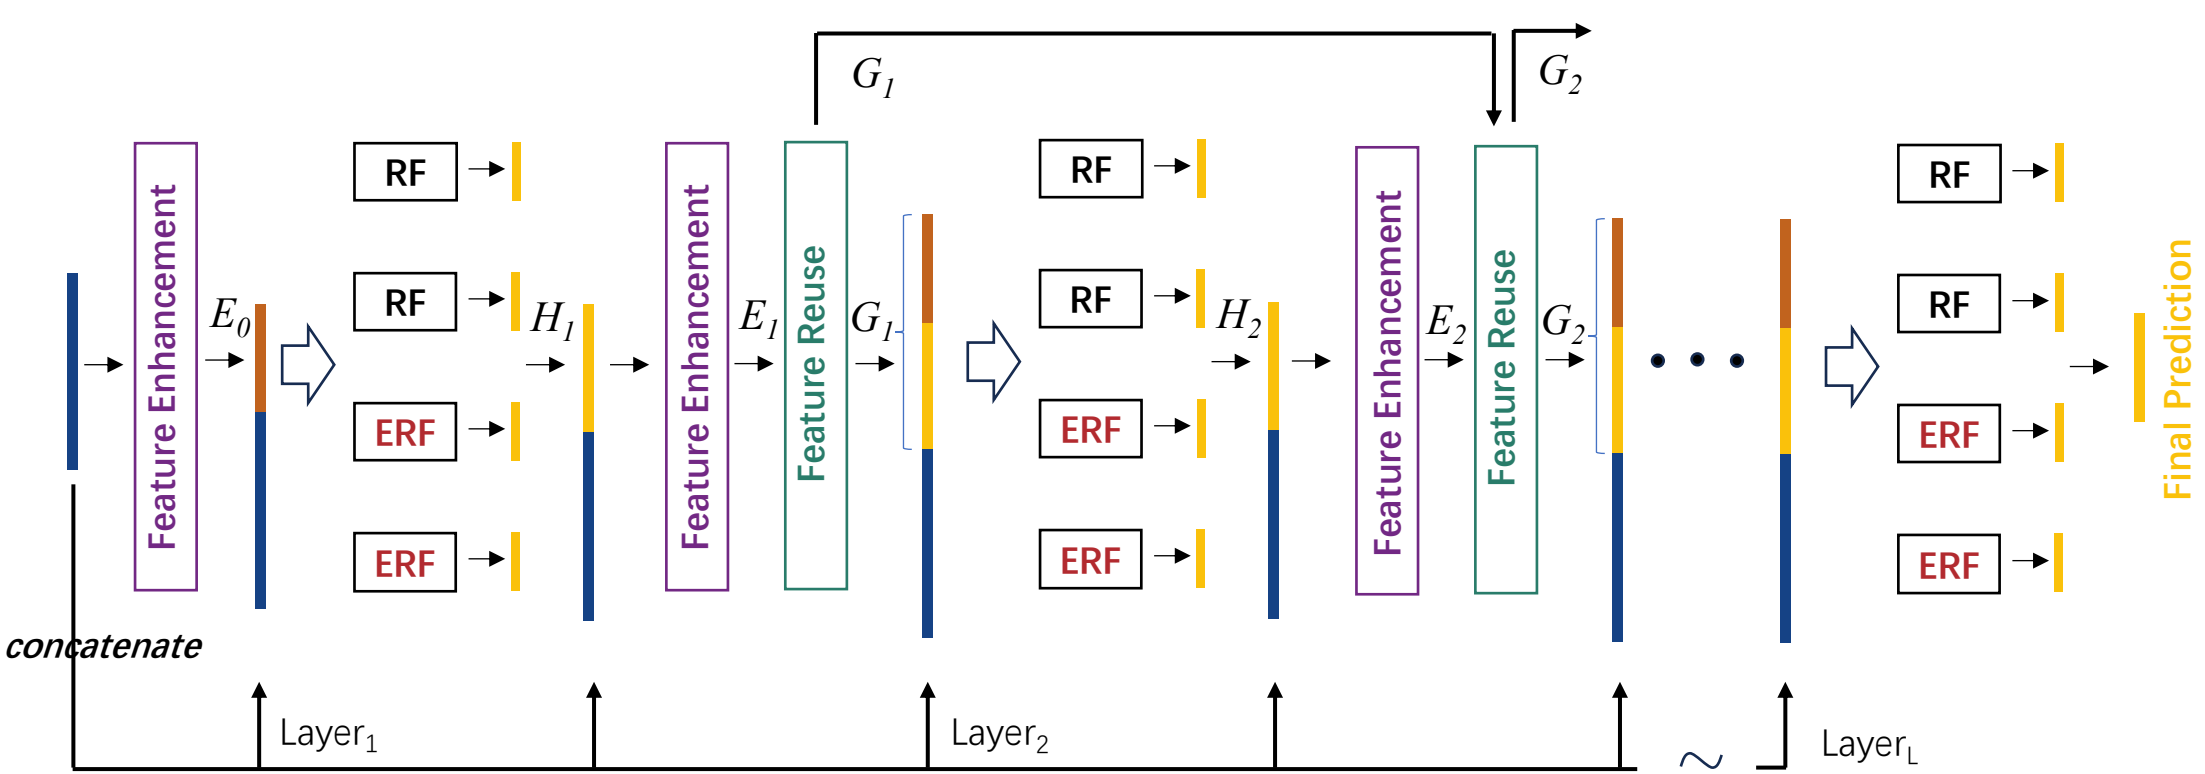 G1
G2
Feature Enhancement
E0
RF
RF
ERF
ERF
H1
Feature Enhancement
E1
Feature Reuse
G1
RF
RF
ERF
ERF
H2
Feature Enhancement
E2
Feature Reuse
G2
RF
RF
ERF
ERF
Final Prediction
concatenate
Layer1
Layer2
LayerL